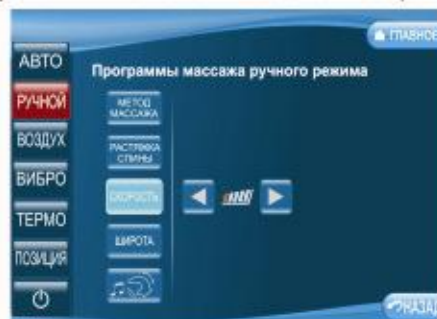 ГЛАВНОЕ
АВТО
Программы массажа ручного режима
РУЧНОЙ
МЕТОД
МАССАЖА
ВОЗДУХ
РАСТЯЖКА
СПИНЫ
ВИБРО
СКОРОСТЬ
ТЕРМО
ШИРОТА
ПОЗИЦИЯ
НАЗАД